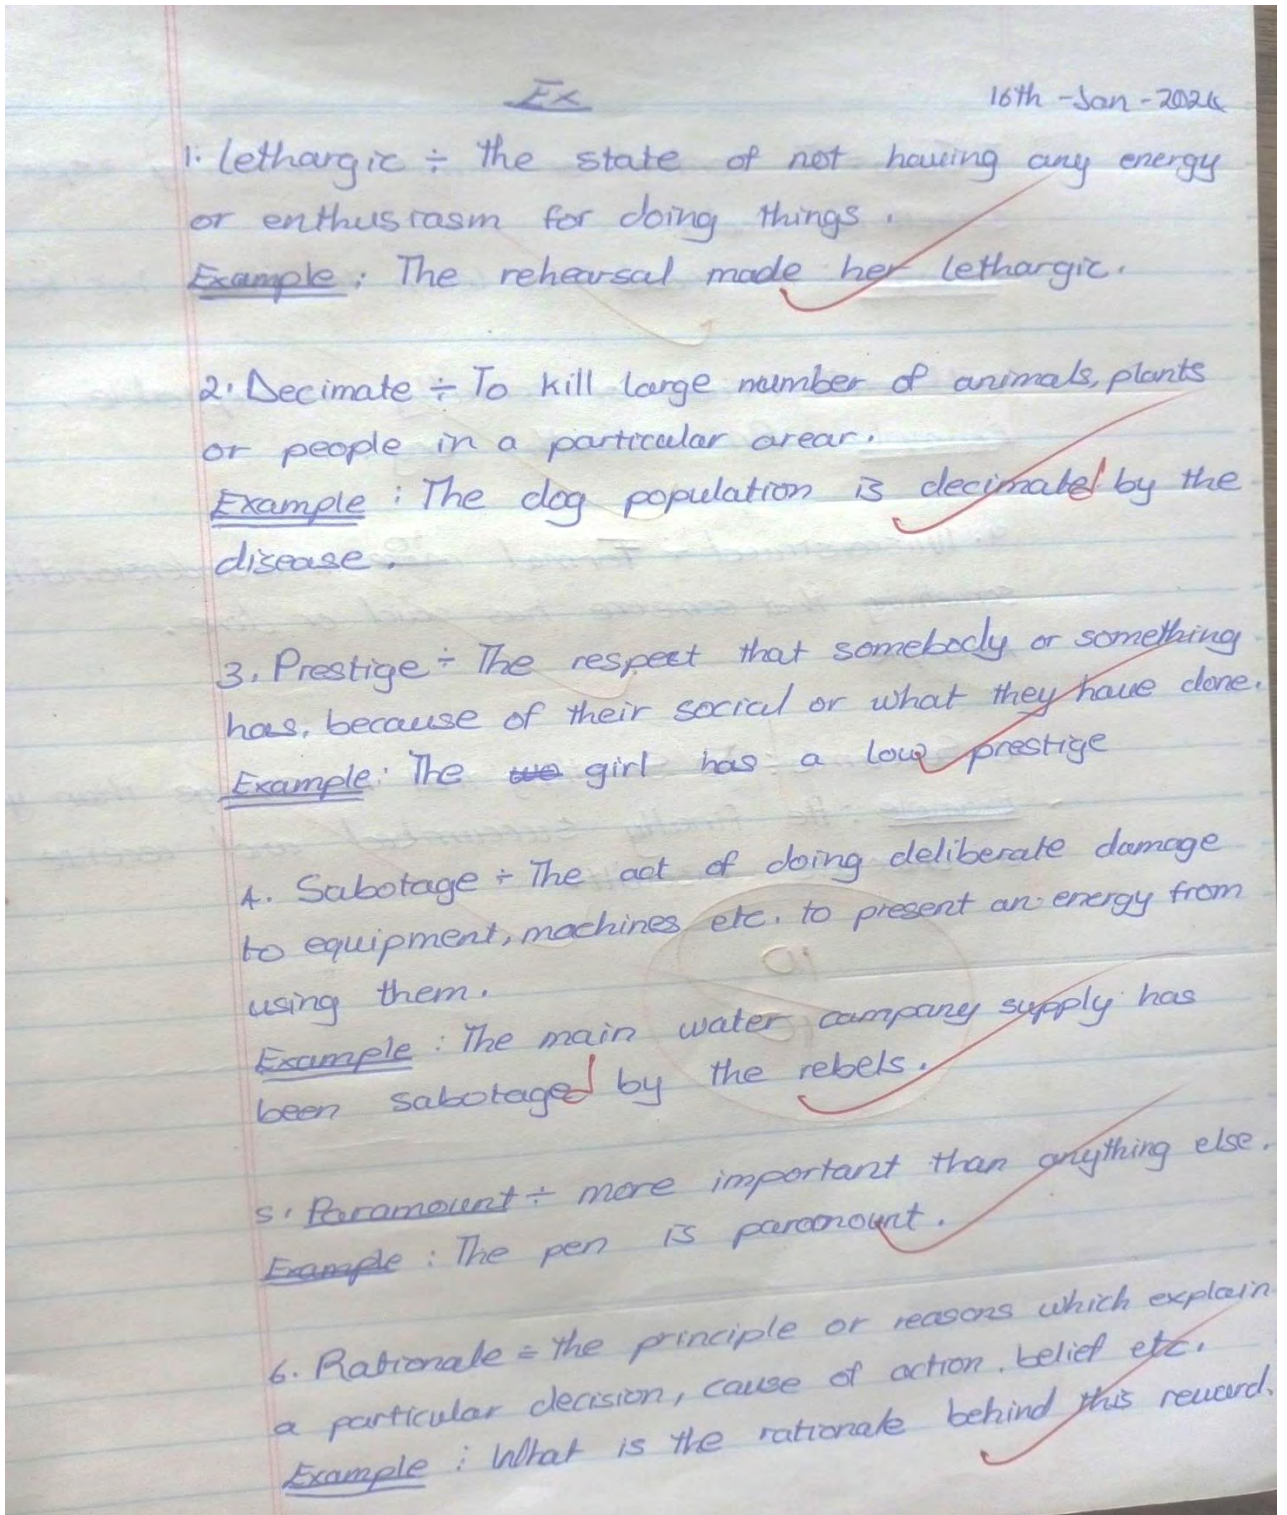 Ex
16th - Jan - 2024
1. Lethargic ÷ the state of not having any energy
or enthusiasm for doing things.
Example : The rehearsal made her lethargic.
2. Decimate ÷ To kill large number of animals, plants
or people in a particular arear.
Example : The dog population is decimated by the
disease.
3. Prestige ÷ The respect that somebody or something
has, because of their social or what they have done.
Example : The girl has a low prestige
4. Sabotage ÷ The act of doing deliberate damage
to equipment, machines etc. to present an energy from
using them.
Example : The main water company supply has
been sabotaged by the rebels.
5. Paramount ÷ more important than anything else.
Example : The pen is paramount.
6. Rationale ÷ the principle or reasons which explain
a particular decision, cause of action, belief etc.
Example : What is the rationale behind this reward.